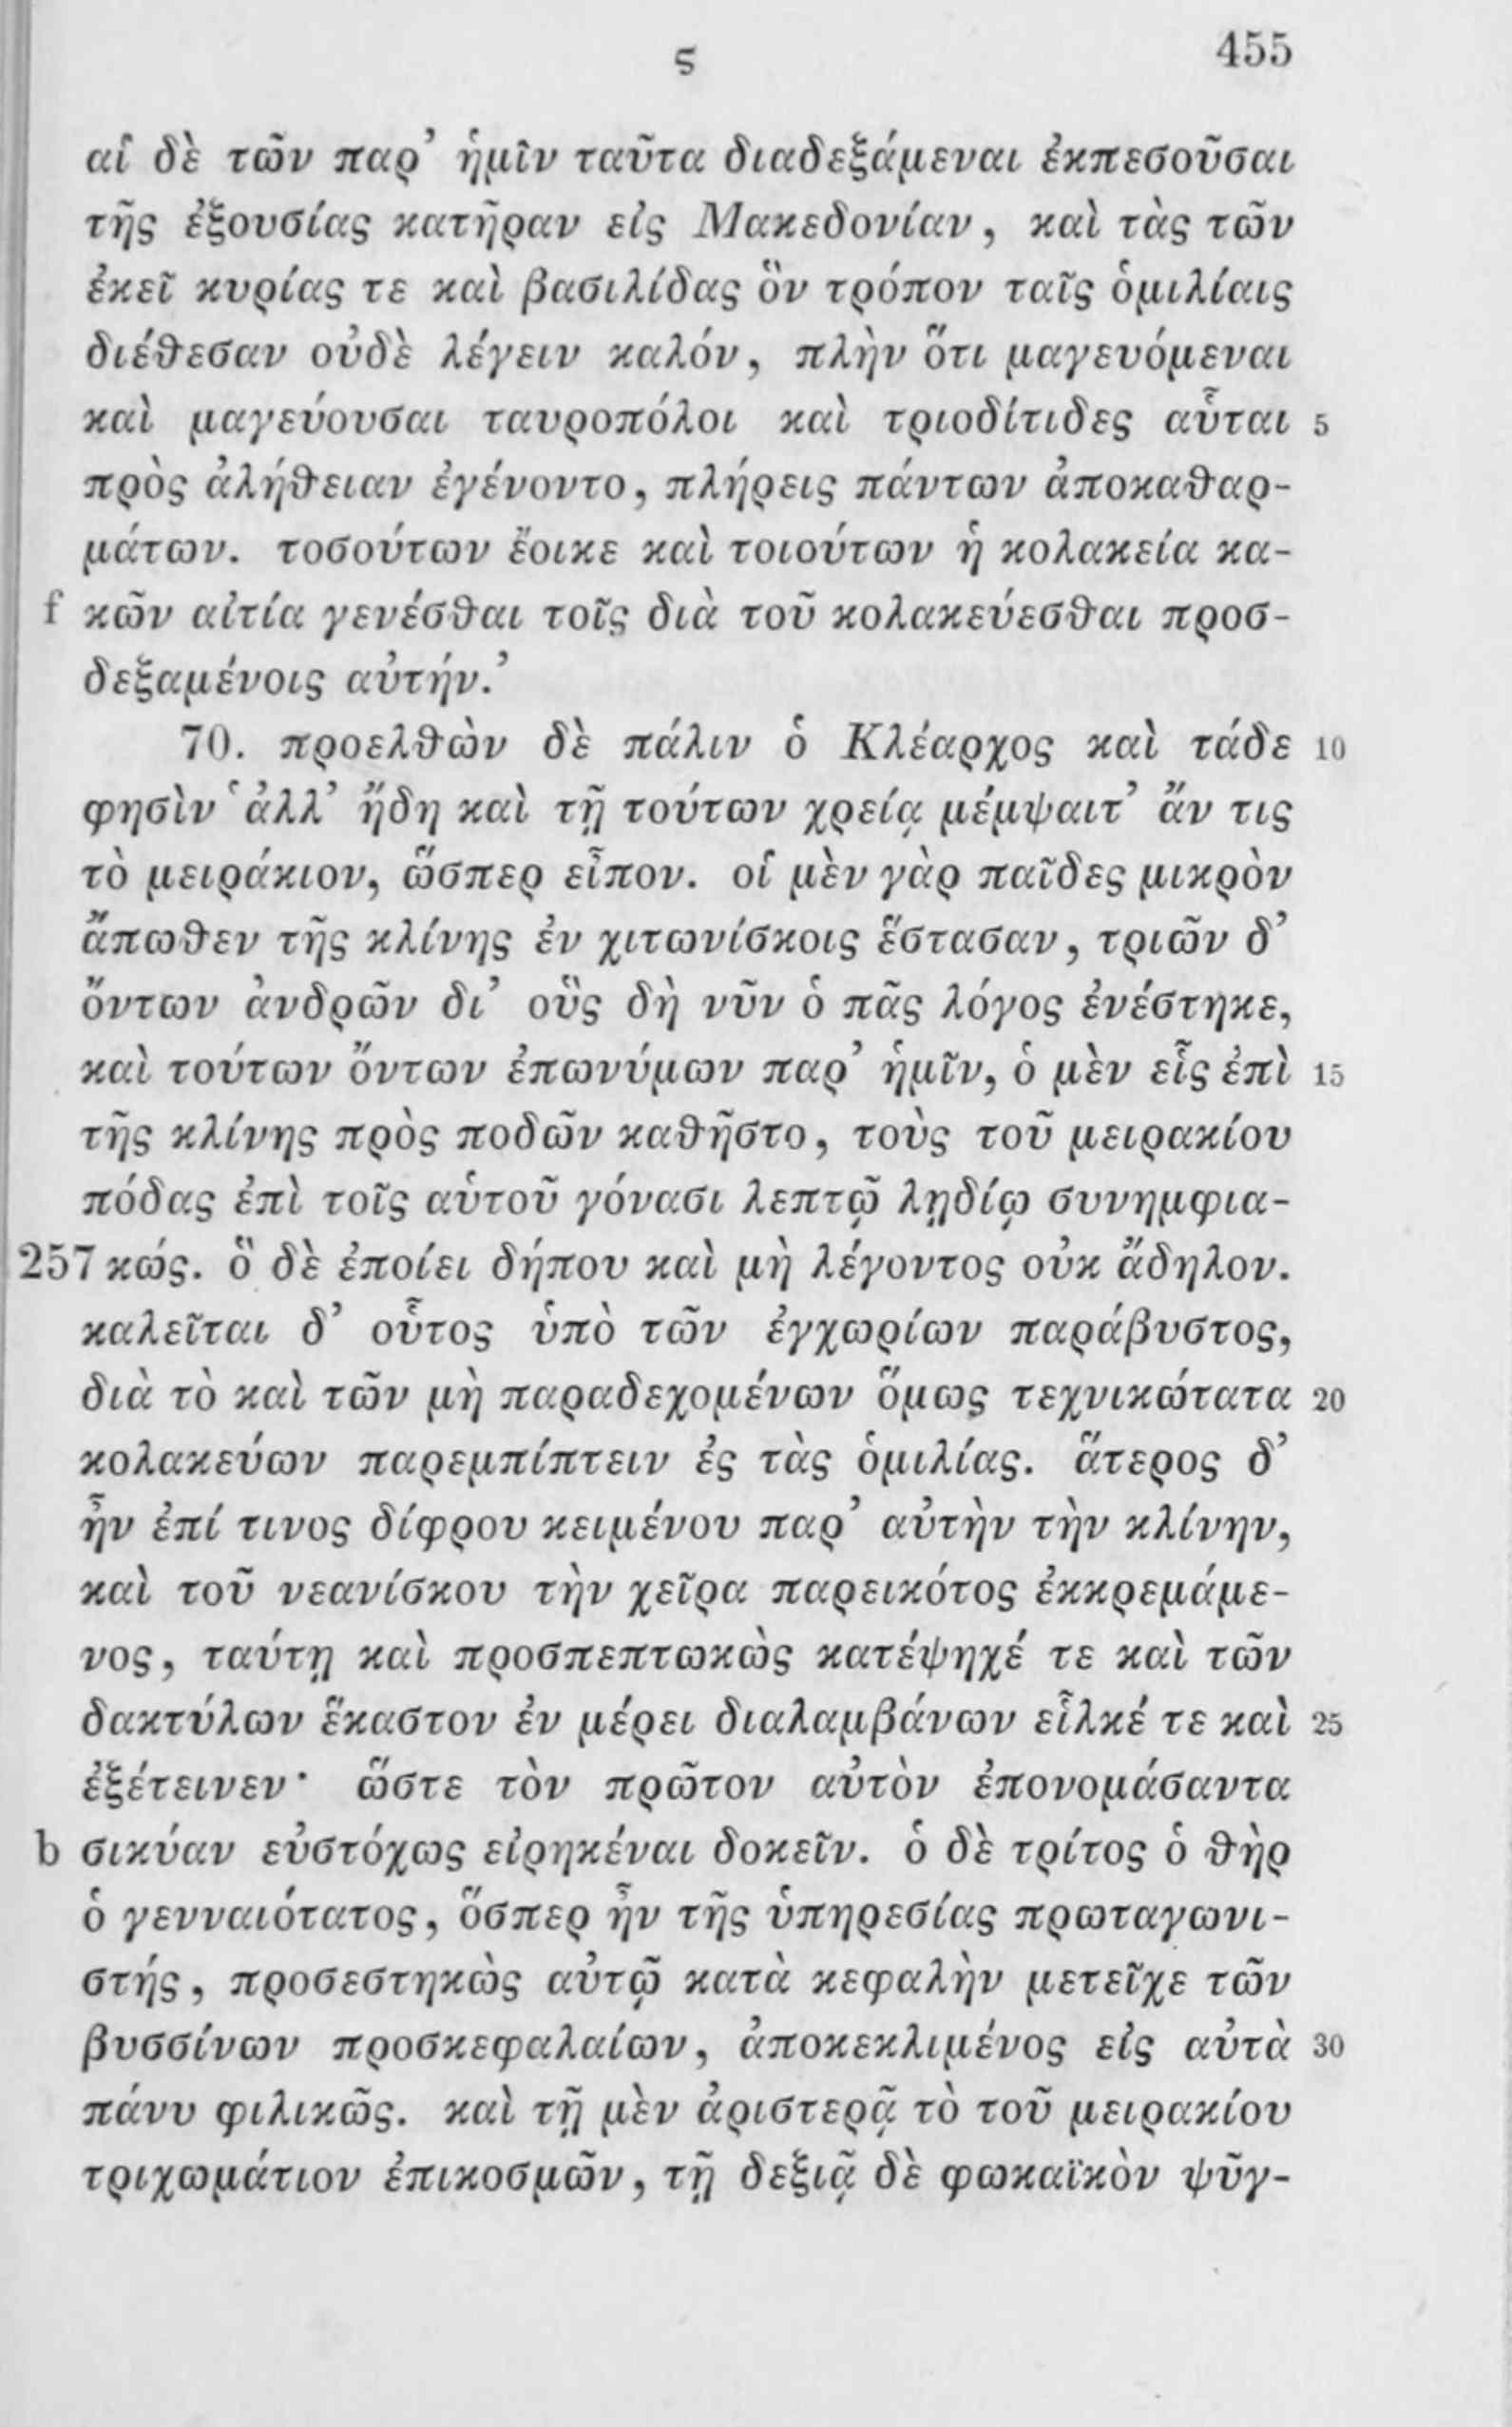 ϛ 455
αἱ δὲ τῶν παρ’ ἡμῖν ταῦτα διαδεξάμεναι ἐκπεσοῦσαι
τῆς ἐξουσίας κατῆραν εἰς Μακεδονίαν, καὶ τὰς τῶν
ἐκεῖ κυρίας τε καὶ βασιλίδας ὃν τρόπον ταῖς ὁμιλίαις
διέθεσαν οὐδὲ λέγειν καλόν, πλὴν ὅτι μαγευόμεναι
καὶ μαγεύουσαι ταυροπόλοι καὶ τριοδίτιδες αὗται 5
πρὸς ἀλήθειαν ἐγένοντο, πλήρεις πάντων ἀποκαθαρ-
μάτων. τοσούτων ἔοικε καὶ τοιούτων ἡ κολακεία κα-
f κῶν αἰτία γενέσθαι τοῖς διὰ τοῦ κολακεύεσθαι προσ-
δεξαμένοις αὐτήν.’
70. προελθὼν δὲ πάλιν ὁ Κλέαρχος καὶ τάδε 10
φησίν ‘ἀλλ’ ἤδη καὶ τῇ τούτων χρείᾳ μέμψαιτ’ ἄν τις
τὸ μειράκιον, ὥσπερ εἶπον. οἱ μὲν γὰρ παῖδες μικρὸν
ἄπωθεν τῆς κλίνης ἐν χιτωνίσκοις ἕστασαν, τριῶν δ’
ὄντων ἀνδρῶν δι’ οὓς δὴ νῦν ὁ πᾶς λόγος ἐνέστηκε,
καὶ τούτων ὄντων ἐπωνύμων παρ’ ἡμῖν, ὁ μὲν εἷς ἐπὶ 15
τῆς κλίνης πρὸς ποδῶν καθῆστο, τοὺς τοῦ μειρακίου
πόδας ἐπὶ τοῖς αὑτοῦ γόνασι λεπτῷ λῃδίῳ συνημφια-
257 κώς. ὃ δὲ ἐποίει δήπου καὶ μὴ λέγοντος οὐκ ἄδηλον.
καλεῖται δ’ οὗτος ὑπὸ τῶν ἐγχωρίων παράβυστος,
διὰ τὸ καὶ τῶν μὴ παραδεχομένων ὅμως τεχνικώτατα 20
κολακεύων παρεμπίπτειν ἐς τὰς ὁμιλίας. ἅτερος δ’
ἦν ἐπί τινος δίφρου κειμένου παρ’ αὐτὴν τὴν κλίνην,
καὶ τοῦ νεανίσκου τὴν χεῖρα παρεικότος ἐκκρεμάμε-
νος, ταύτῃ καὶ προσπεπτωκὼς κατέψηχέ τε καὶ τῶν
δακτύλων ἕκαστον ἐν μέρει διαλαμβάνων εἷλκέ τε καὶ 25
ἐξέτεινεν· ὥστε τὸν πρῶτον αὐτὸν ἐπονομάσαντα
b σικύαν εὐστόχως εἰρηκέναι δοκεῖν. ὁ δὲ τρίτος ὁ θὴρ
ὁ γενναιότατος, ὅσπερ ἦν τῆς ὑπηρεσίας πρωταγωνι-
στής, προσεστηκὼς αὐτῷ κατὰ κεφαλὴν μετεῖχε τῶν
βυσσίνων προσκεφαλαίων, ἀποκεκλιμένος εἰς αὐτὰ 30
πάνυ φιλικῶς. καὶ τῇ μὲν ἀριστερᾷ τὸ τοῦ μειρακίου
τριχωμάτιον ἐπικοσμῶν, τῇ δεξιᾷ δὲ φωκαϊκὸν ψῦγ-